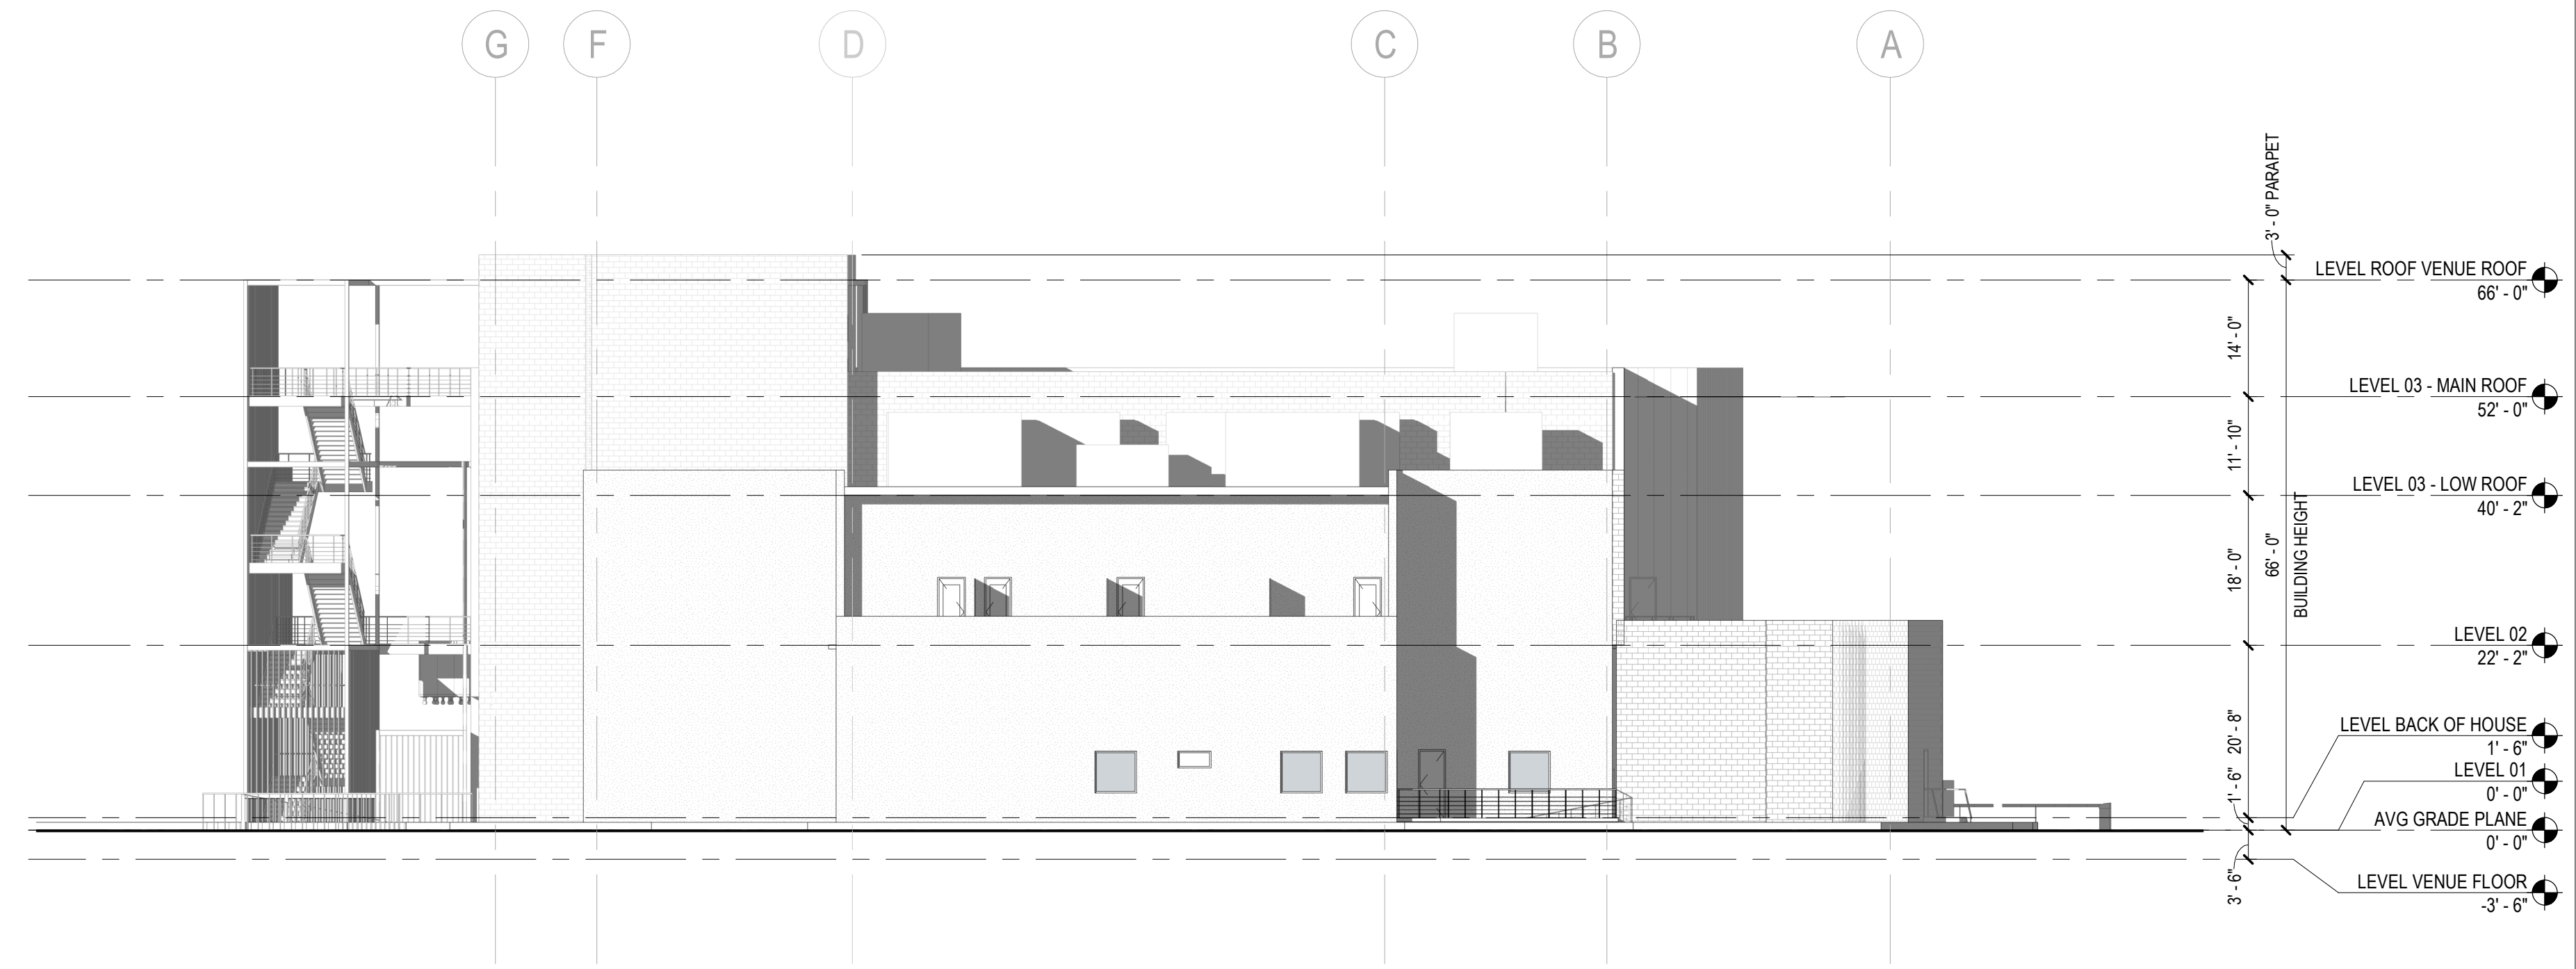 G
F
D
C
B
A
3' - 0" PARAPET
LEVEL ROOF VENUE ROOF
66' - 0"
14' - 0"
LEVEL 03 - MAIN ROOF
52' - 0"
11' - 10"
LEVEL 03 - LOW ROOF
40' - 2"
18' - 0"
66' - 0"
BUILDING HEIGHT
LEVEL 02
22' - 2"
20' - 8"
LEVEL BACK OF HOUSE
1' - 6"
1' - 6"
LEVEL 01
0' - 0"
AVG GRADE PLANE
0' - 0"
3' - 6"
LEVEL VENUE FLOOR
-3' - 6"